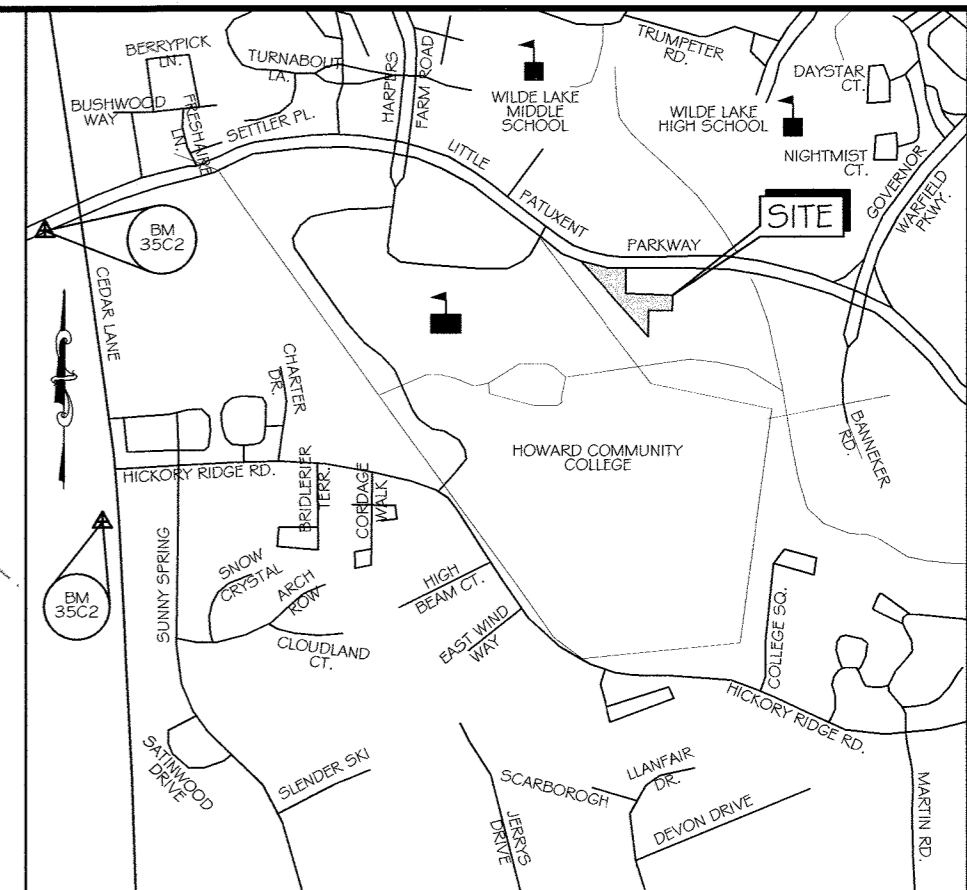 BERRYPICK
LN.
TURNABOUT
LA.
HARPERS
FARM ROAD
TRUMPETER
RD.
DAYSTAR
CT.
BUSHWOOD
WAY
FRESHAIRE
LN.
SETTLER PL.
WILDE LAKE
MIDDLE
SCHOOL
WILDE LAKE
HIGH SCHOOL
NIGHTMIST
CT.
GOVERNOR
WARFIELD
PKWY.
LITTLE
PATUXENT
PARKWAY
SITE
BM
35C2
CEDAR LANE
CHARTER
DR.
HOWARD COMMUNITY
COLLEGE
BANNEKER
RD.
HICKORY RIDGE RD.
BRIDLERIER
TERR.
CORDAGE
WALK
BM
35C2
SUNNY SPRING
SNOW
CRYSTAL
ARCH
ROW
CLOUDLAND
CT.
HIGH
BEAM CT.
EAST WIND
WAY
COLLEGE SQ.
HICKORY RIDGE RD.
SATINWOOD
DRIVE
SLENDER SKI
JERRYS
DRIVE
SCARBOROGH
LLANFAIR
DR.
DEVON DRIVE
MARTIN RD.